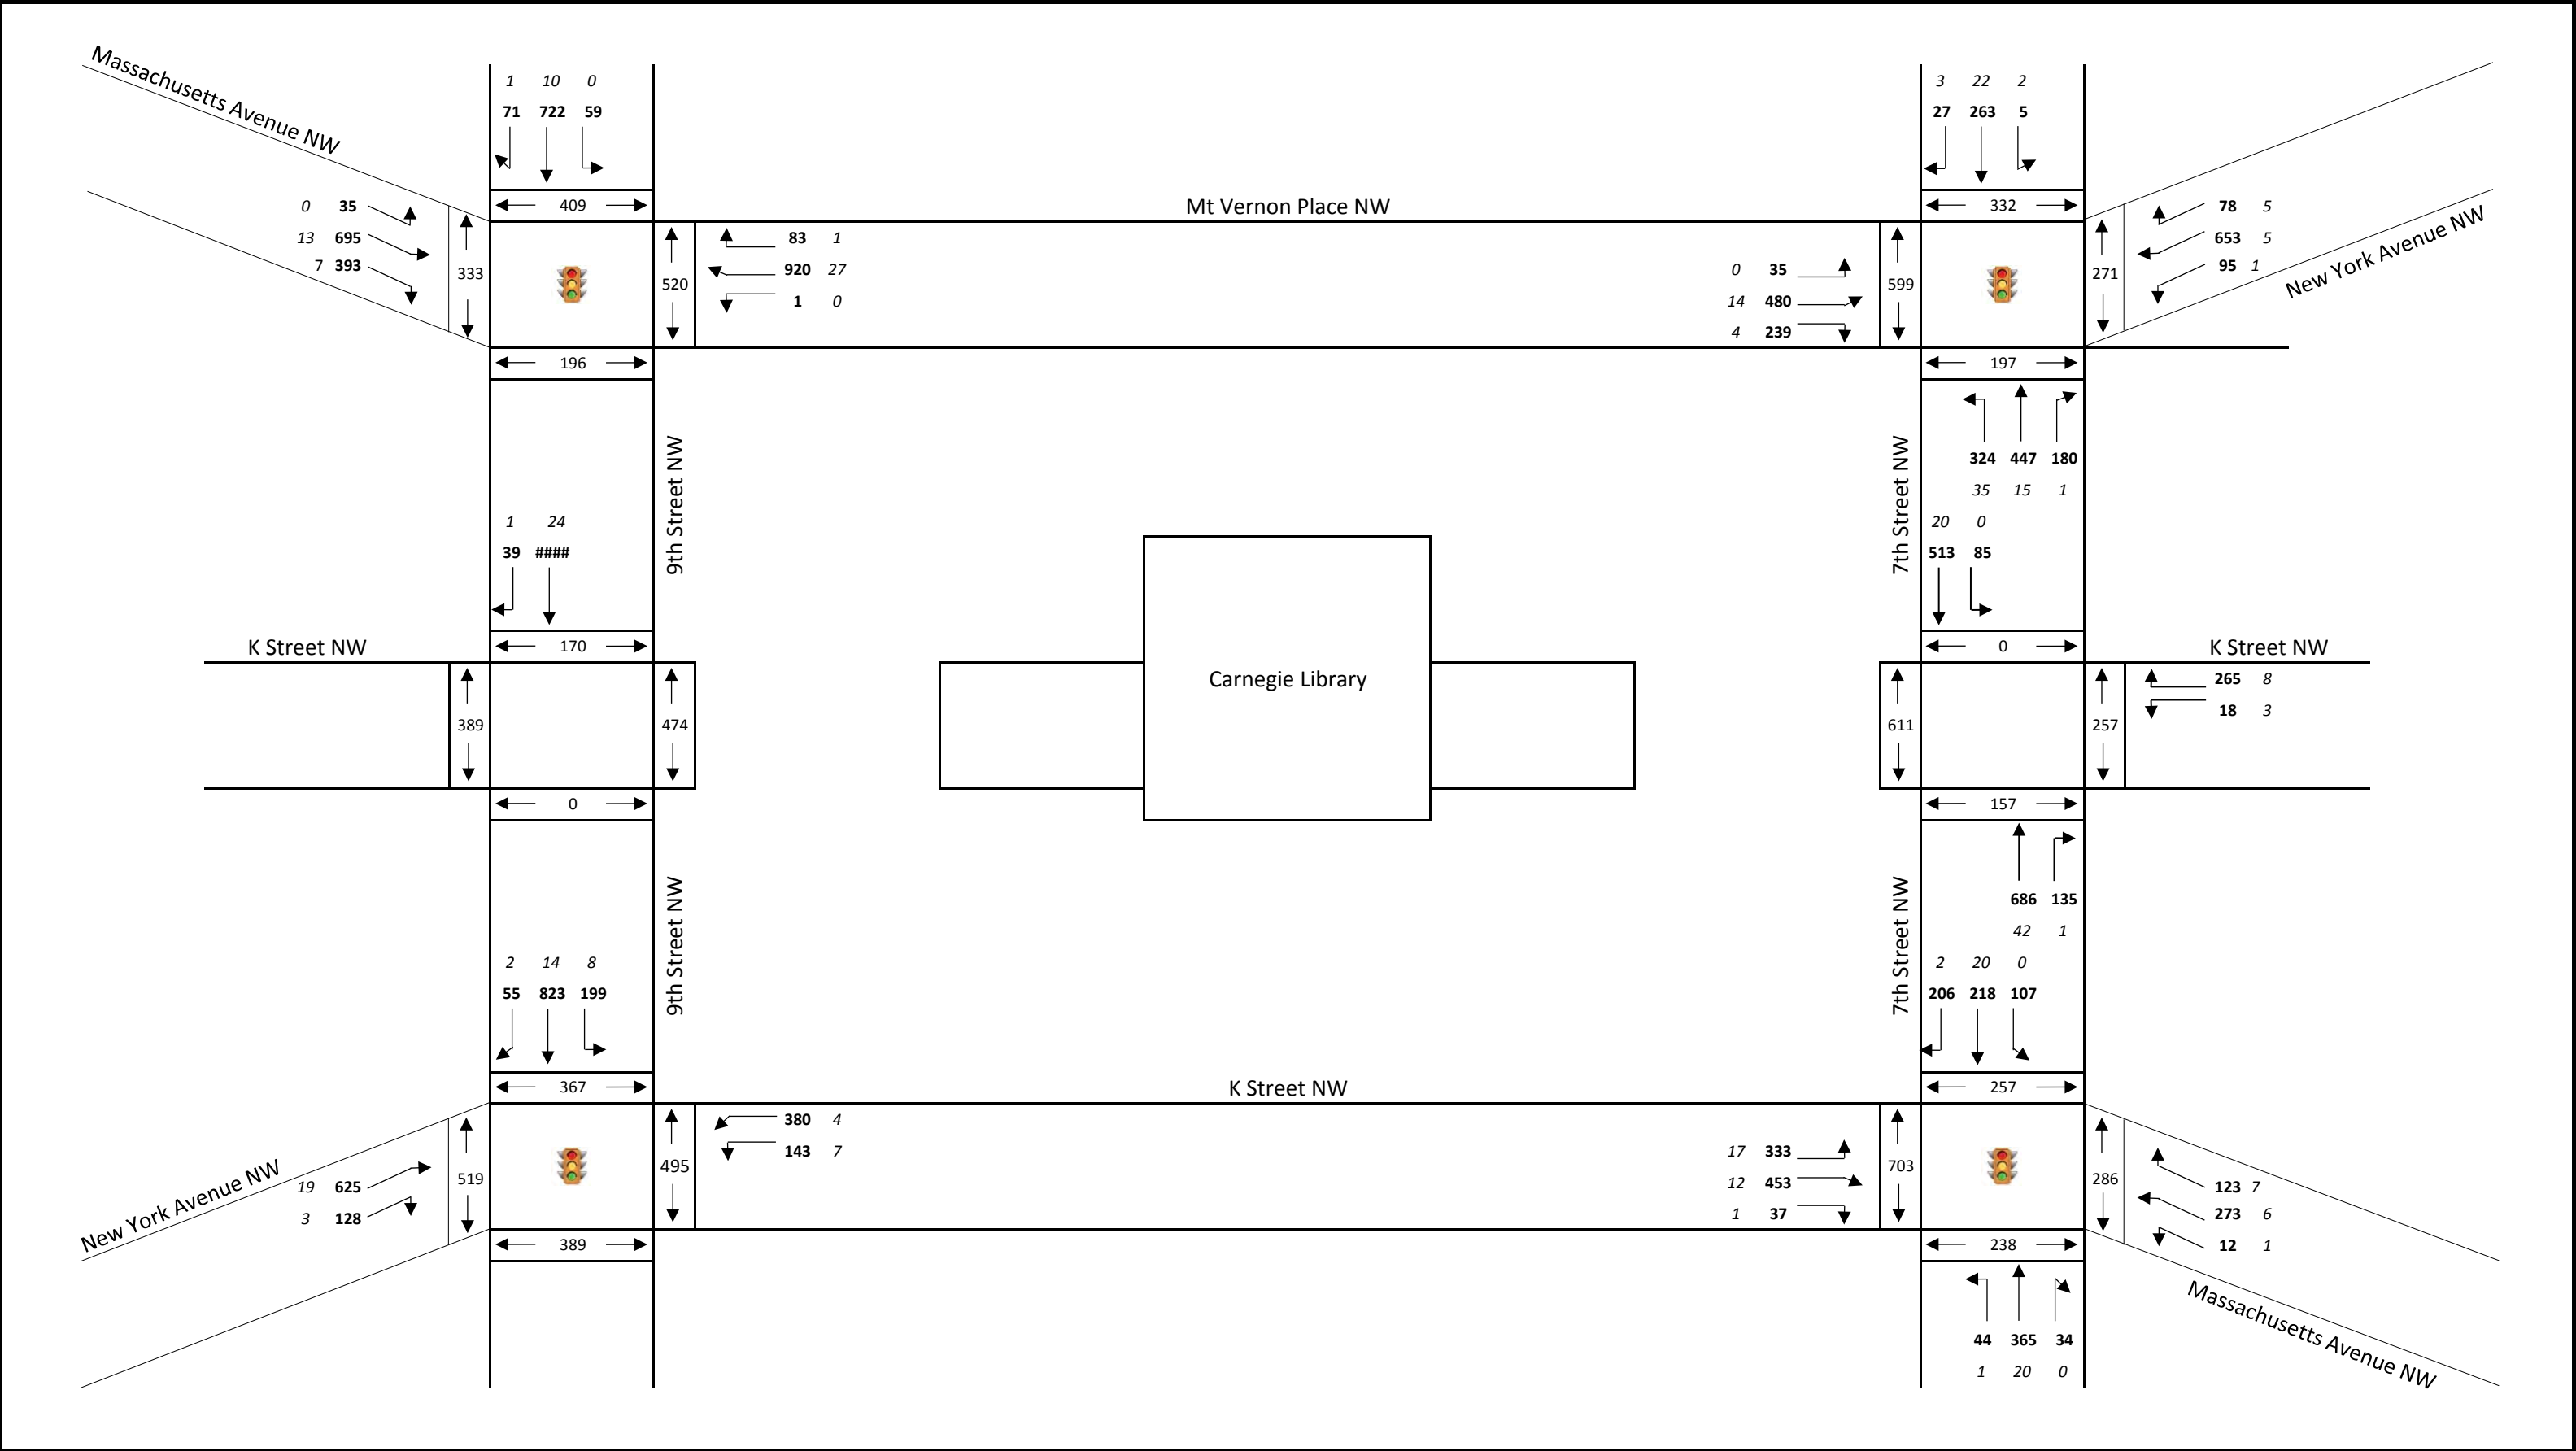 Massachusetts Avenue NW
1 10 0
71 722 59
3 22 2
27 263 5
409
332
Mt Vernon Place NW
0 35
13 695
7 393
333
520
83 1
920 27
1 0
0 35
14 480
4 239
599
271
78 5
653 5
95 1
New York Avenue NW
196
197
9th Street NW
7th Street NW
324 447 180
35 15 1
1 24
39 ####
20 0
513 85
K Street NW
170
0
K Street NW
Carnegie Library
389
474
611
257
265 8
18 3
0
157
9th Street NW
7th Street NW
686 135
42 1
2 14 8
55 823 199
2 20 0
206 218 107
367
K Street NW
257
New York Avenue NW
19 625
3 128
519
495
380 4
143 7
17 333
12 453
1 37
703
286
123 7
273 6
12 1
389
238
Massachusetts Avenue NW
44 365 34
1 20 0